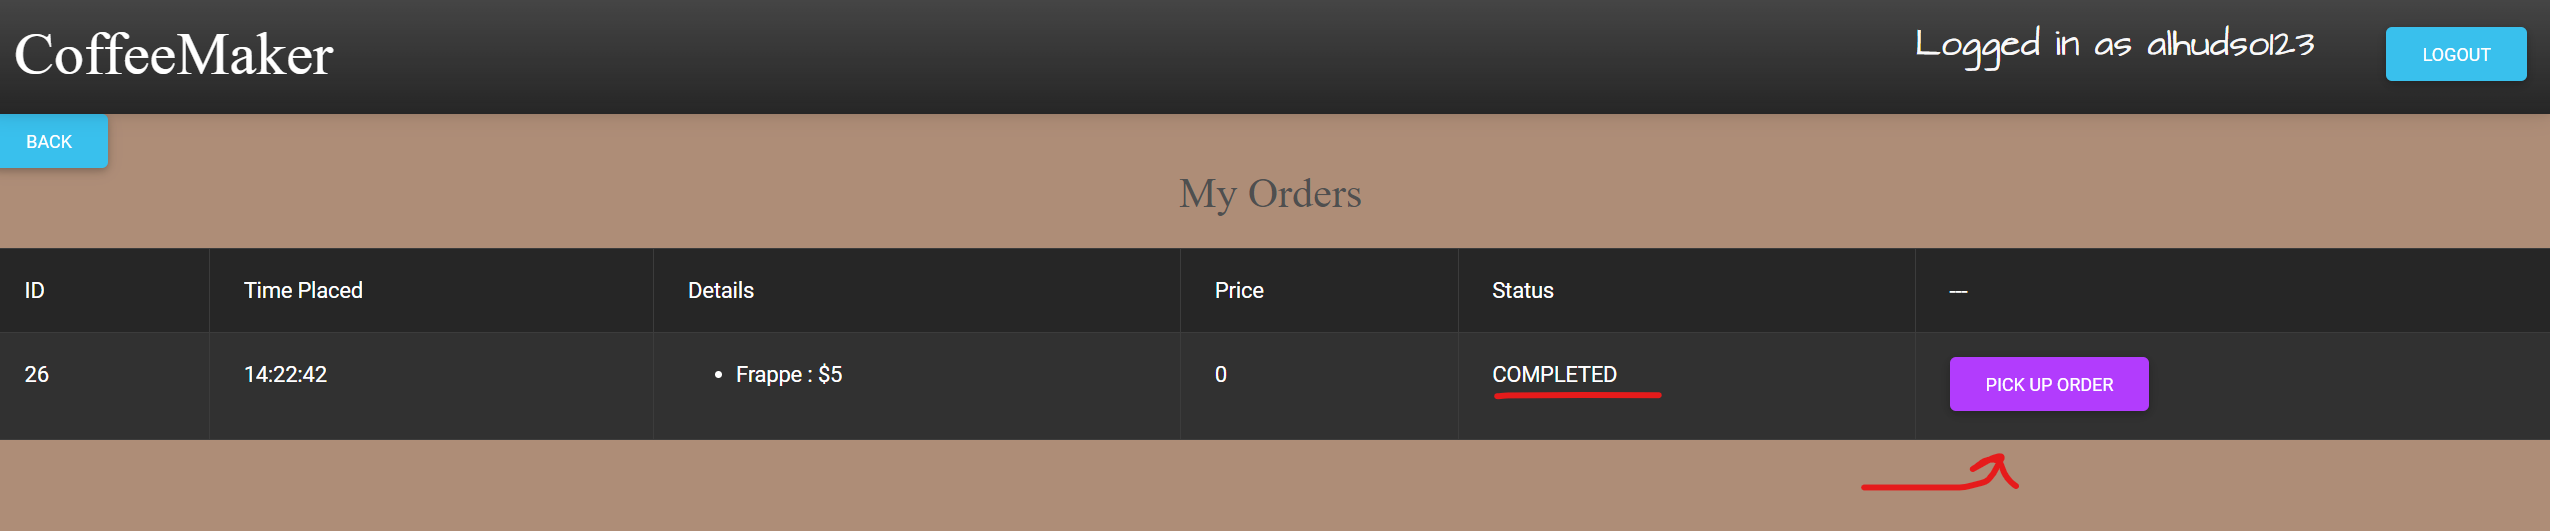 CoffeeMaker
Logged in as alhudso123
LOGOUT
BACK
My Orders
ID Time Placed Details Price Status ---
26 14:22:42 • Frappe : $5 0 COMPLETED PICK UP ORDER